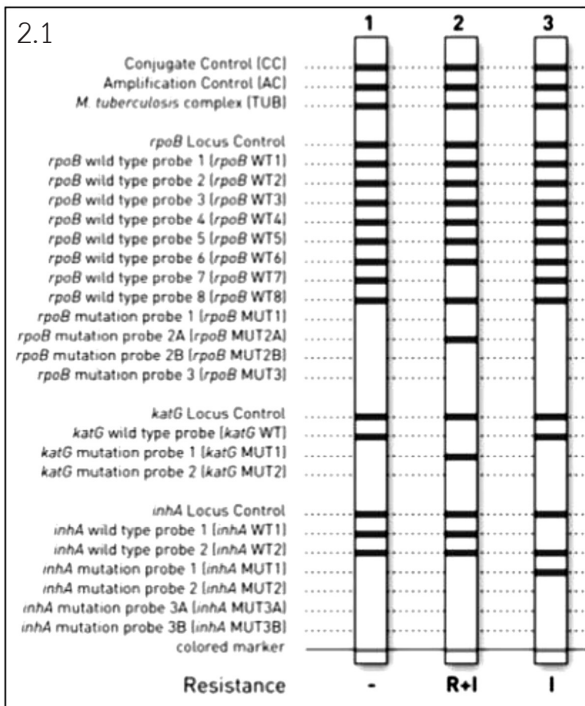 2.1
1 2 3
Conjugate Control (CC)
Amplification Control (AC)
M. tuberculosis complex (TUB)
rpoB Locus Control
rpoB wild type probe 1 (rpoB WT1)
rpoB wild type probe 2 (rpoB WT2)
rpoB wild type probe 3 (rpoB WT3)
rpoB wild type probe 4 (rpoB WT4)
rpoB wild type probe 5 (rpoB WT5)
rpoB wild type probe 6 (rpoB WT6)
rpoB wild type probe 7 (rpoB WT7)
rpoB wild type probe 8 (rpoB WT8)
rpoB mutation probe 1 (rpoB MUT1)
rpoB mutation probe 2A (rpoB MUT2A)
rpoB mutation probe 2B (rpoB MUT2B)
rpoB mutation probe 3 (rpoB MUT3)
katG Locus Control
katG wild type probe (katG WT)
katG mutation probe 1 (katG MUT1)
katG mutation probe 2 (katG MUT2)
inhA Locus Control
inhA wild type probe 1 (inhA WT1)
inhA wild type probe 2 (inhA WT2)
inhA mutation probe 1 (inhA MUT1)
inhA mutation probe 2 (inhA MUT2)
inhA mutation probe 3A (inhA MUT3A)
inhA mutation probe 3B (inhA MUT3B)
colored marker
Resistance - R+I I